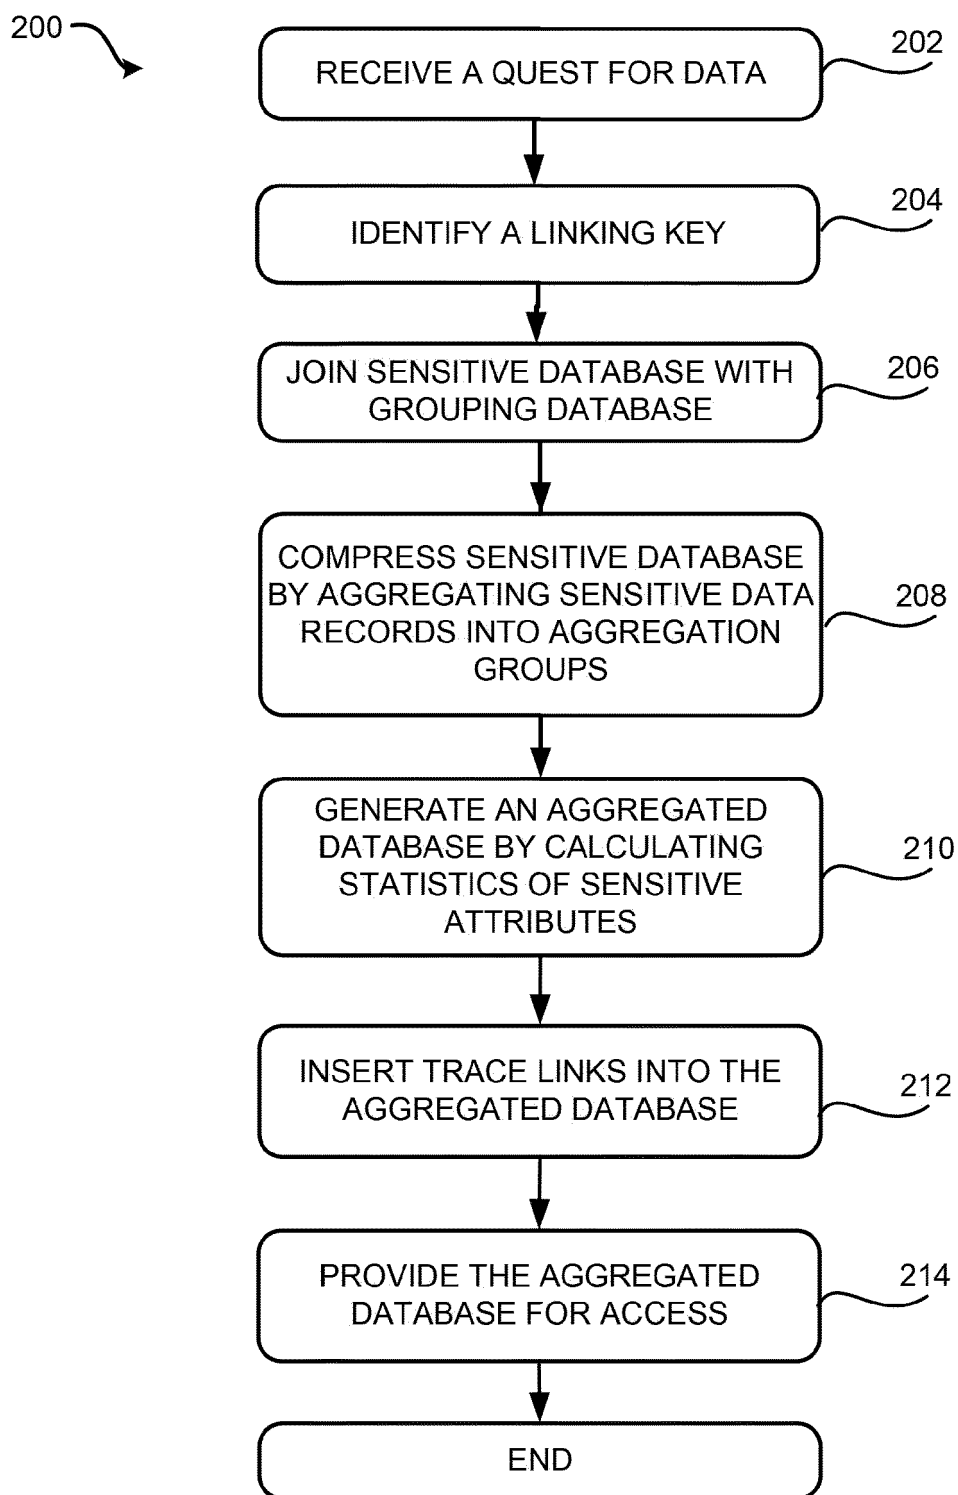 200
202
RECEIVE A QUEST FOR DATA
204
IDENTIFY A LINKING KEY
206
JOIN SENSITIVE DATABASE WITH
GROUPING DATABASE
COMPRESS SENSITIVE DATABASE
BY AGGREGATING SENSITIVE DATA
208
RECORDS INTO AGGREGATION
GROUPS
GENERATE AN AGGREGATED
DATABASE BY CALCULATING
210
STATISTICS OF SENSITIVE
ATTRIBUTES
INSERT TRACE LINKS INTO THE
212
AGGREGATED DATABASE
214
PROVIDE THE AGGREGATED
DATABASE FOR ACCESS
END